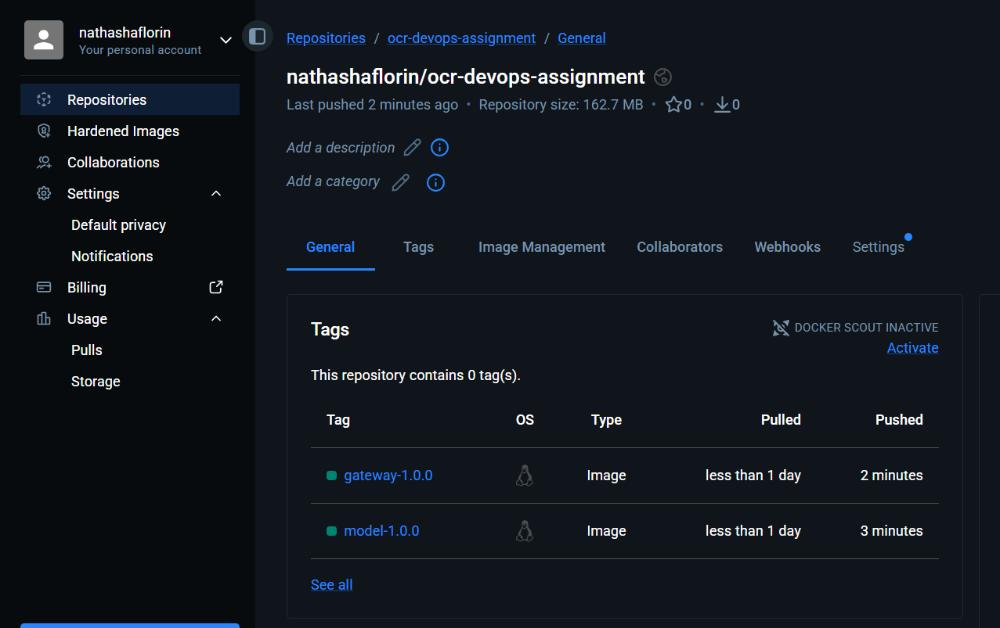 nathashaflorin
Your personal account
Repositories
Hardened Images
Collaborations
Settings
Default privacy
Notifications
Billing
Usage
Pulls
Storage
Repositories / ocr-devops-assignment / General
nathashaflorin/ocr-devops-assignment
Last pushed 2 minutes ago • Repository size: 162.7 MB • 0 • 0
Add a description
Add a category
General Tags Image Management Collaborators Webhooks Settings
Tags
DOCKER SCOUT INACTIVE
Activate
This repository contains 0 tag(s).
Tag OS Type Pulled Pushed
gateway-1.0.0 Image less than 1 day 2 minutes
model-1.0.0 Image less than 1 day 3 minutes
See all